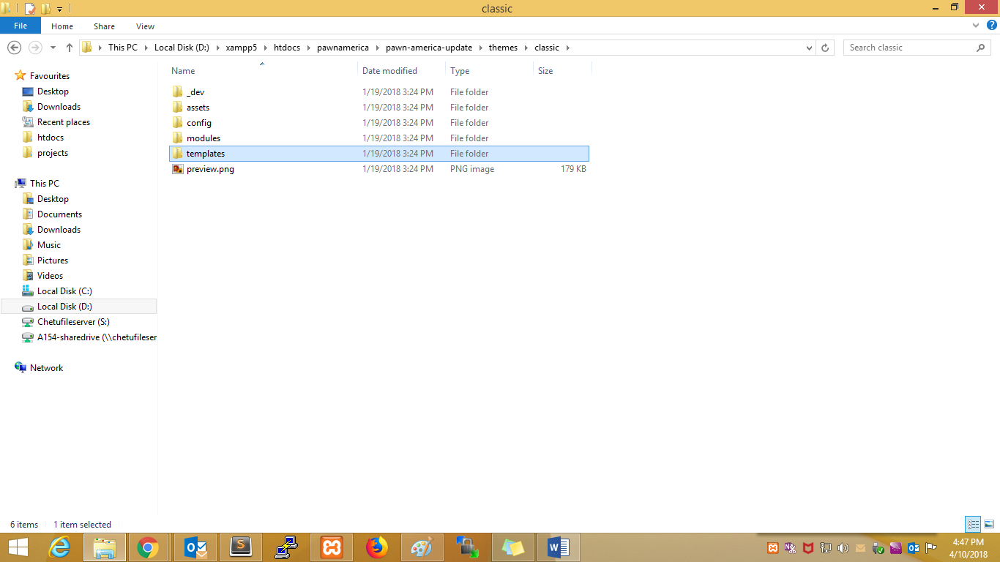 classic
File Home Share View
This PC Local Disk (D:) xampp5 htdocs pawnamerica pawn-america-update themes classic
Search classic
Name Date modified Type Size
Favourites
Desktop
Downloads
Recent places
htdocs
projects
This PC
Desktop
Documents
Downloads
Music
Pictures
Videos
Local Disk (C:)
Local Disk (D:)
Chetufileserver (S:)
A154-sharedrive (\\chetufileser
Network
_dev 1/19/2018 3:24 PM File folder
assets 1/19/2018 3:24 PM File folder
config 1/19/2018 3:24 PM File folder
modules 1/19/2018 3:24 PM File folder
templates 1/19/2018 3:24 PM File folder
preview.png 1/19/2018 3:24 PM PNG image 179 KB
6 items 1 item selected
4:47 PM
4/10/2018